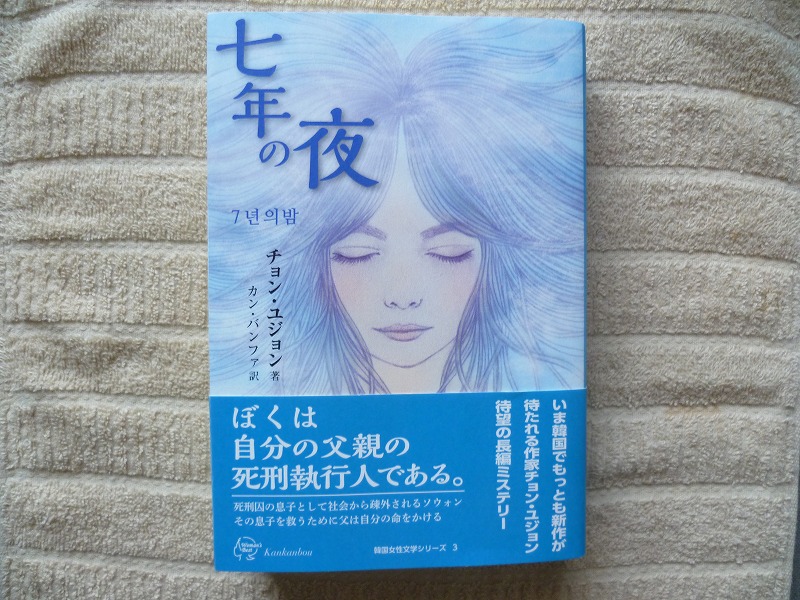 七年の夜
7년의밤
チョン・ユジョン 著
カン・バンファ 訳
いま韓国でもっとも新作が
待たれる作家チョン・ユジョン
待望の長編ミステリー
ぼくは
自分の父親の
死刑執行人である。
死刑囚の息子として社会から疎外されるソウォン
その息子を救うために父は自分の命をかける
Woman's
Best
Kankanbou
韓国女性文学シリーズ 3